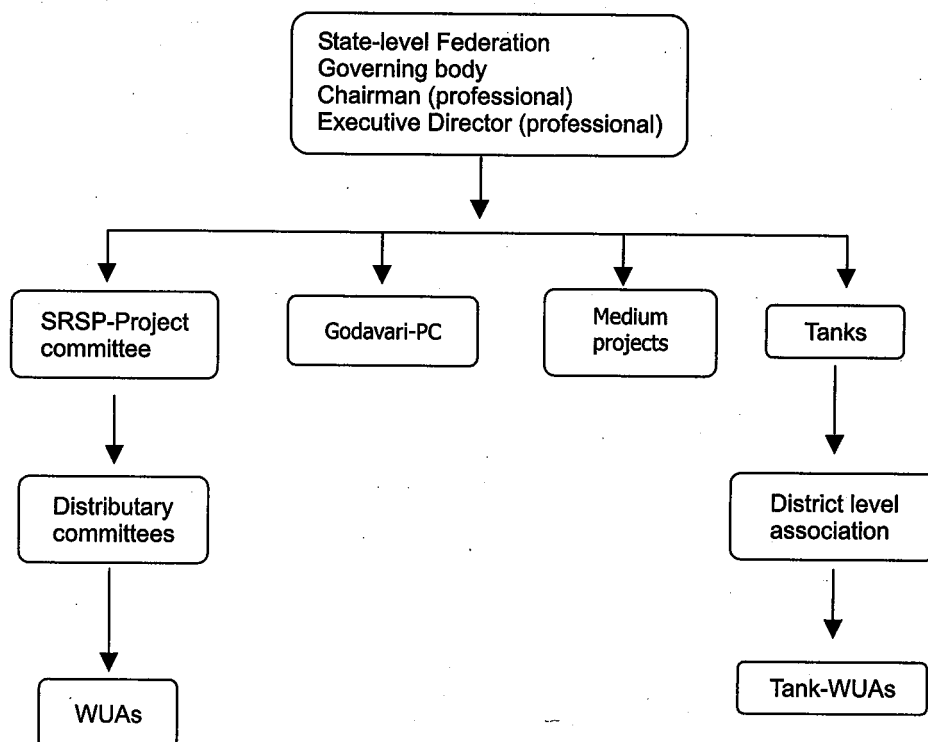 State-level Federation
Governing body
Chairman (professional)
Executive Director (professional)
SRSP-Project
committee
Godavari-PC
Medium
projects
Tanks
Distributary
committees
District level
association
WUAs
Tank-WUAs